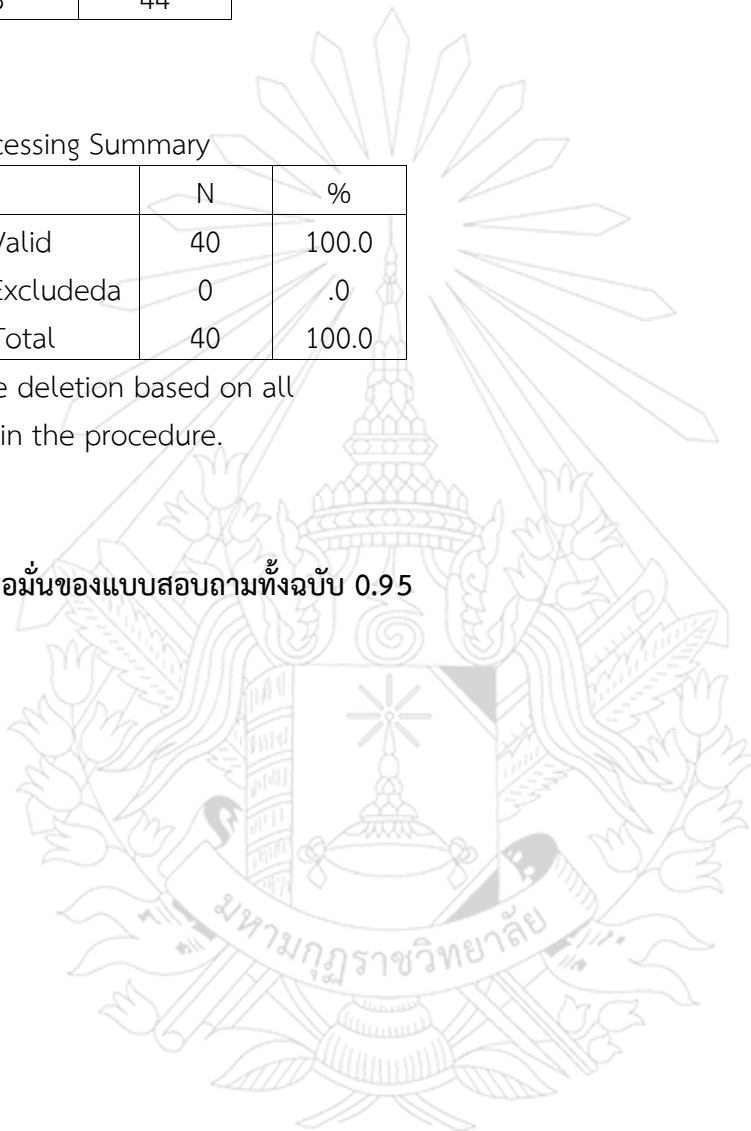 44
cessing Summary
N %
Valid 40 100.0
Excludeda 0 .0
Total 40 100.0
e deletion based on all
in the procedure.
อมั่นของแบบสอบถามทั้งฉบับ 0.95
มหามกุฏราชวิทยาลัย